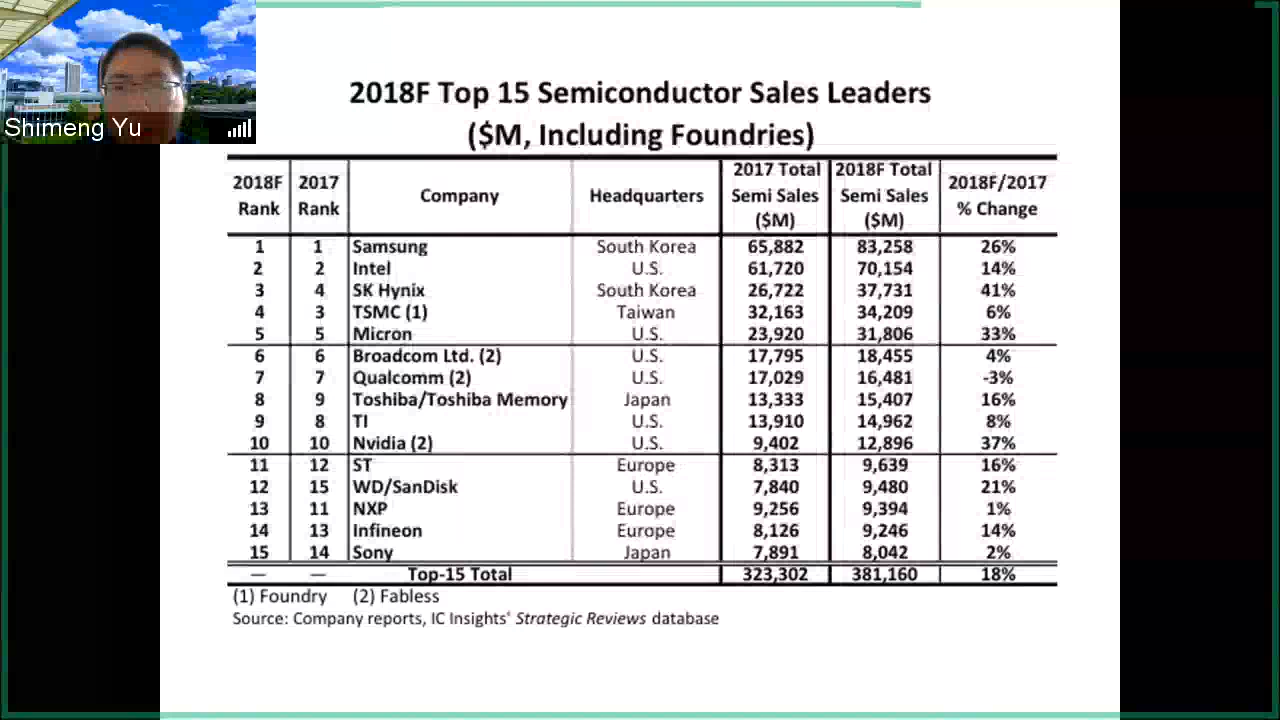 Shimeng Yu
2018F Top 15 Semiconductor Sales Leaders
($M, Including Foundries)
2018F Rank 2017 Rank Company Headquarters 2017 Total Semi Sales ($M) 2018F Total Semi Sales ($M) 2018F/2017 % Change
1 1 Samsung South Korea 65,882 83,258 26%
2 2 Intel U.S. 61,720 70,154 14%
3 4 SK Hynix South Korea 26,722 37,731 41%
4 3 TSMC (1) Taiwan 32,163 34,209 6%
5 5 Micron U.S. 23,920 31,806 33%
6 6 Broadcom Ltd. (2) U.S. 17,795 18,455 4%
7 7 Qualcomm (2) U.S. 17,029 16,481 -3%
8 9 Toshiba/Toshiba Memory Japan 13,333 15,407 16%
9 8 TI U.S. 13,910 14,962 8%
10 10 Nvidia (2) U.S. 9,402 12,896 37%
11 12 ST Europe 8,313 9,639 16%
12 15 WD/SanDisk U.S. 7,840 9,480 21%
13 11 NXP Europe 9,256 9,394 1%
14 13 Infineon Europe 8,126 9,246 14%
15 14 Sony Japan 7,891 8,042 2%
— — Top-15 Total 323,302 381,160 18%
(1) Foundry (2) Fabless
Source: Company reports, IC Insights' Strategic Reviews database